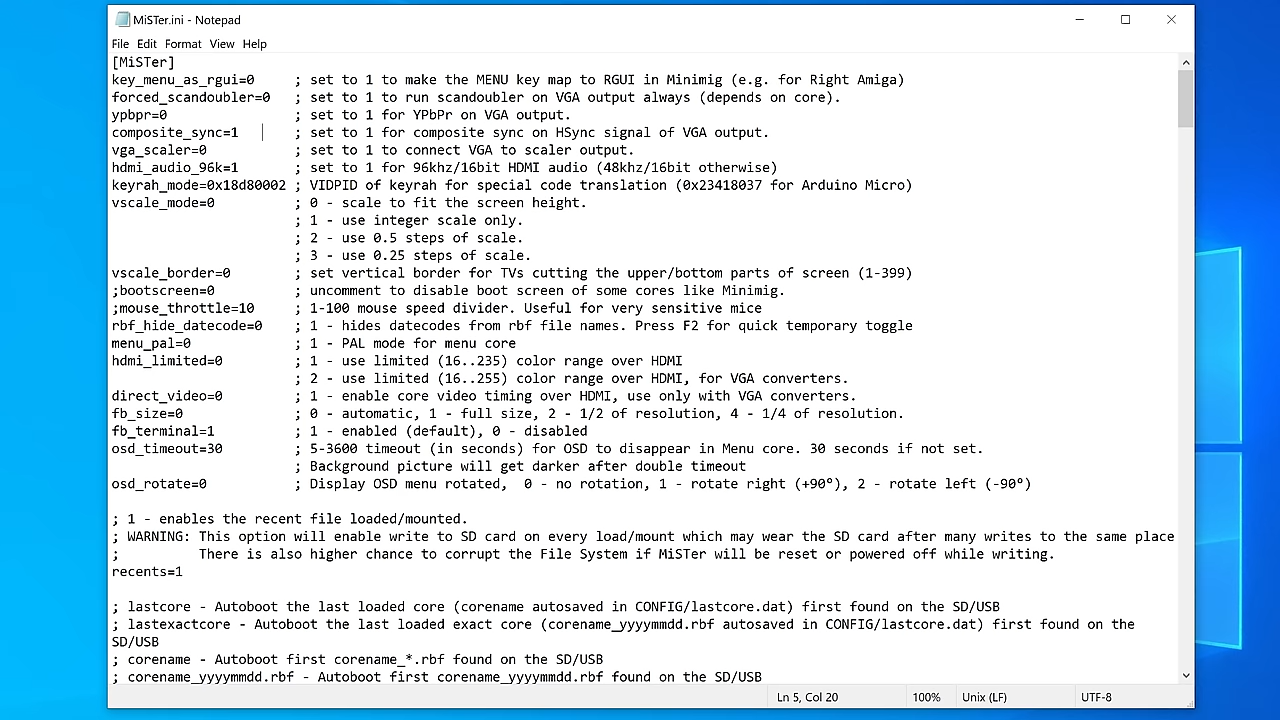 MiSTer.ini - Notepad
File Edit Format View Help
[MiSTer]
key_menu_as_rgui=0 ; set to 1 to make the MENU key map to RGUI in Minimig (e.g. for Right Amiga)
forced_scandoubler=0 ; set to 1 to run scandoubler on VGA output always (depends on core).
ypbpr=0 ; set to 1 for YPbPr on VGA output.
composite_sync=1 ; set to 1 for composite sync on HSync signal of VGA output.
vga_scaler=0 ; set to 1 to connect VGA to scaler output.
hdmi_audio_96k=1 ; set to 1 for 96khz/16bit HDMI audio (48khz/16bit otherwise)
keyrah_mode=0x18d80002 ; VIDPID of keyrah for special code translation (0x23418037 for Arduino Micro)
vscale_mode=0 ; 0 - scale to fit the screen height.
; 1 - use integer scale only.
; 2 - use 0.5 steps of scale.
; 3 - use 0.25 steps of scale.
vscale_border=0 ; set vertical border for TVs cutting the upper/bottom parts of screen (1-399)
;bootscreen=0 ; uncomment to disable boot screen of some cores like Minimig.
;mouse_throttle=10 ; 1-100 mouse speed divider. Useful for very sensitive mice
rbf_hide_datecode=0 ; 1 - hides datecodes from rbf file names. Press F2 for quick temporary toggle
menu_pal=0 ; 1 - PAL mode for menu core
hdmi_limited=0 ; 1 - use limited (16..235) color range over HDMI
; 2 - use limited (16..255) color range over HDMI, for VGA converters.
direct_video=0 ; 1 - enable core video timing over HDMI, use only with VGA converters.
fb_size=0 ; 0 - automatic, 1 - full size, 2 - 1/2 of resolution, 4 - 1/4 of resolution.
fb_terminal=1 ; 1 - enabled (default), 0 - disabled
osd_timeout=30 ; 5-3600 timeout (in seconds) for OSD to disappear in Menu core. 30 seconds if not set.
; Background picture will get darker after double timeout
osd_rotate=0 ; Display OSD menu rotated, 0 - no rotation, 1 - rotate right (+90°), 2 - rotate left (-90°)
; 1 - enables the recent file loaded/mounted.
; WARNING: This option will enable write to SD card on every load/mount which may wear the SD card after many writes to the same place
; There is also higher chance to corrupt the File System if MiSTer will be reset or powered off while writing.
recents=1
; lastcore - Autoboot the last loaded core (corename autosaved in CONFIG/lastcore.dat) first found on the SD/USB
; lastexactcore - Autoboot the last loaded exact core (corename_yyyymmdd.rbf autosaved in CONFIG/lastcore.dat) first found on the
SD/USB
; corename - Autoboot first corename_*.rbf found on the SD/USB
; corename_yyyymmdd.rbf - Autoboot first corename_yyyymmdd.rbf found on the SD/USB
Ln 5, Col 20 100% Unix (LF) UTF-8